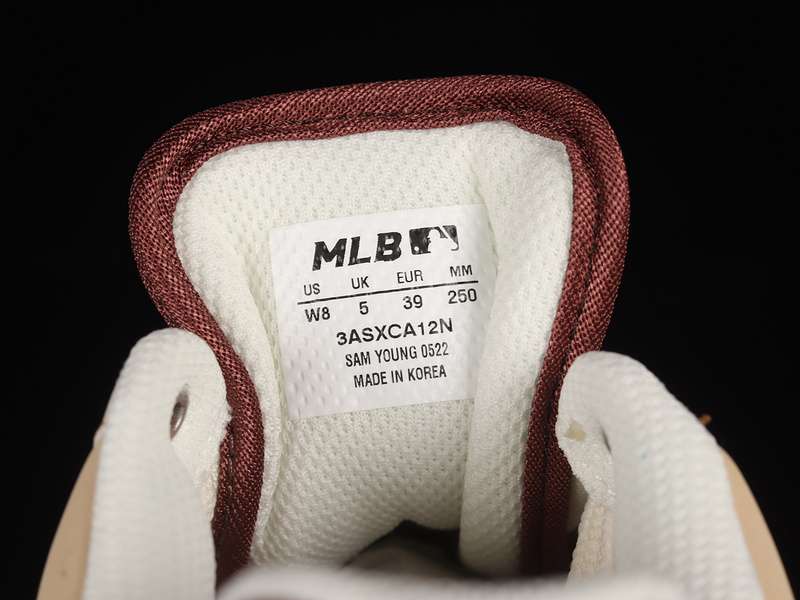 MLB
US UK EUR MM
W8 5 39 250
3ASXCA12N
SAM YOUNG 0522
MADE IN KOREA